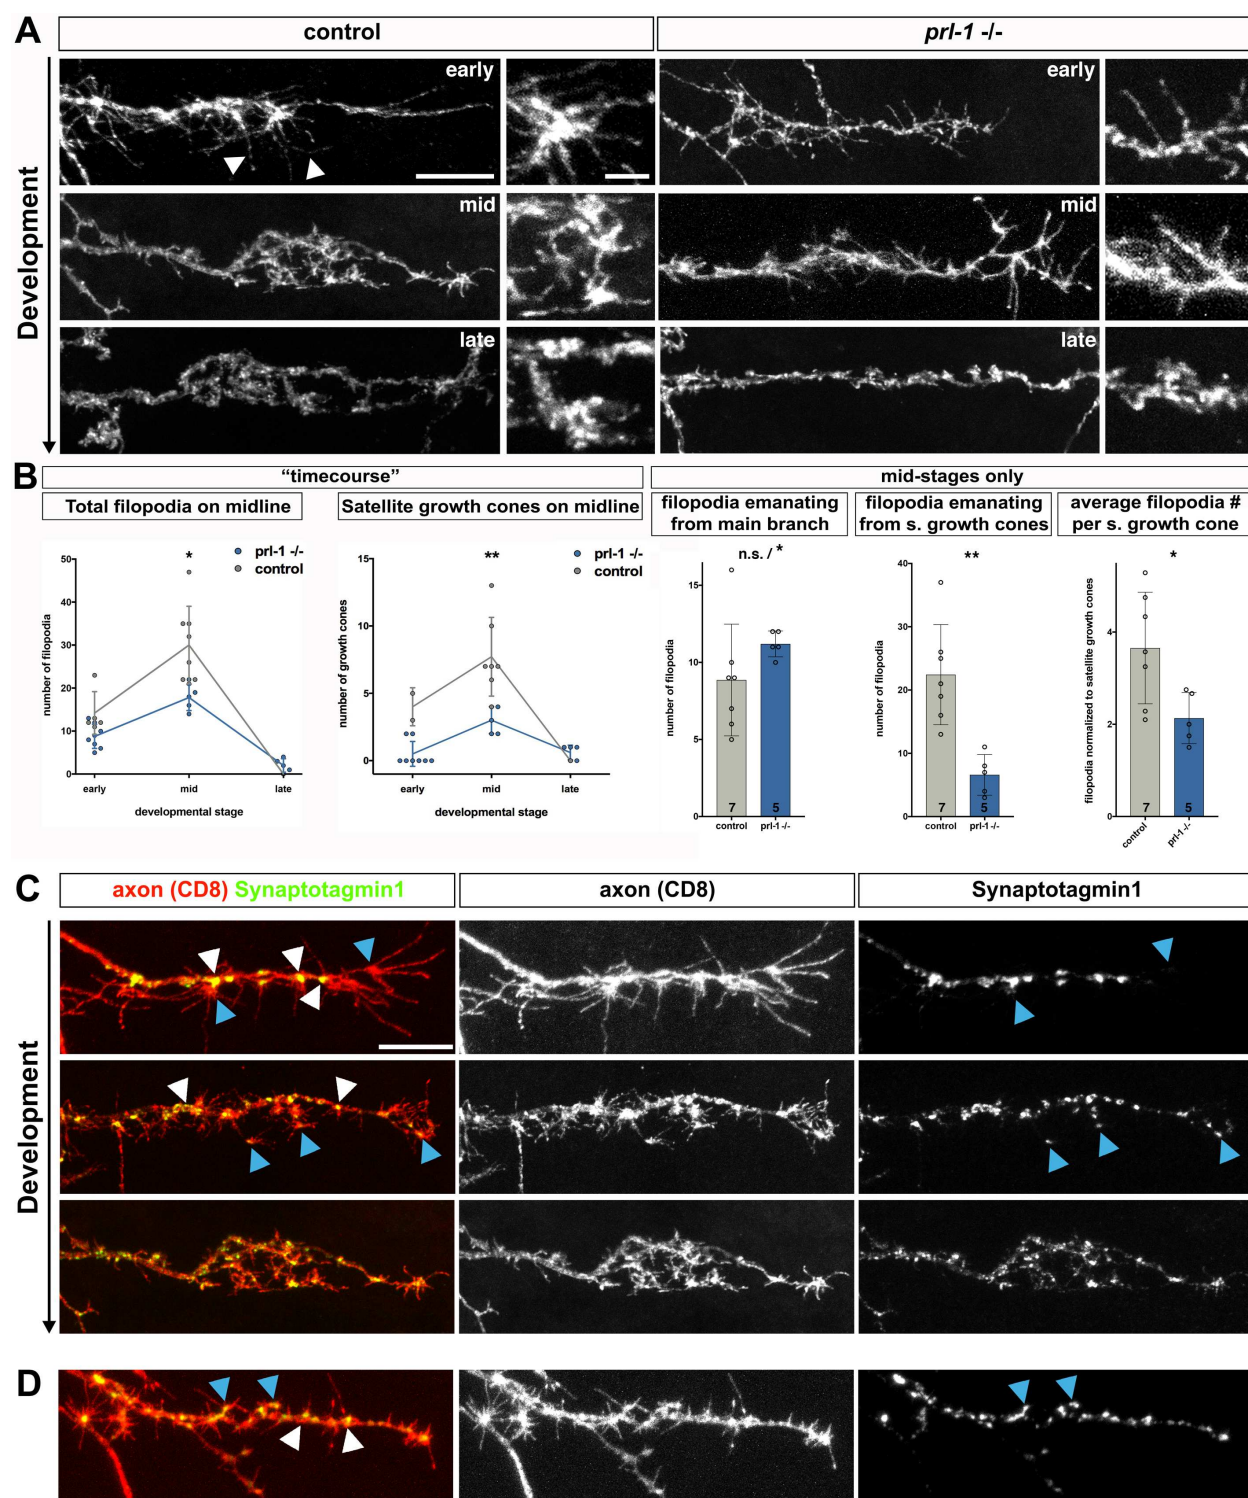 A
control
prl-1 -/-
Development
early
early
mid
mid
late
late
B
“timecourse”
mid-stages only
Total filopodia on midline
Satellite growth cones on midline
filopodia emanating
from main branch
filopodia emanating
from s. growth cones
average filopodia #
per s. growth cone
number of filopodia
50
40
30
20
10
0
*
prl-1 -/-
control
early
mid
late
developmental stage
number of growth cones
15
10
5
0
**
prl-1 -/-
control
early
mid
late
developmental stage
number of filopodia
15
10
5
0
n.s. / *
7
5
control
prl-1 -/-
number of filopodia
40
30
20
10
0
**
7
5
control
prl-1 -/-
filopodia normalized to satellite growth cones
4
2
0
*
7
5
control
prl-1 -/-
C
axon (CD8) Synaptotagmin1
axon (CD8)
Synaptotagmin1
Development
D